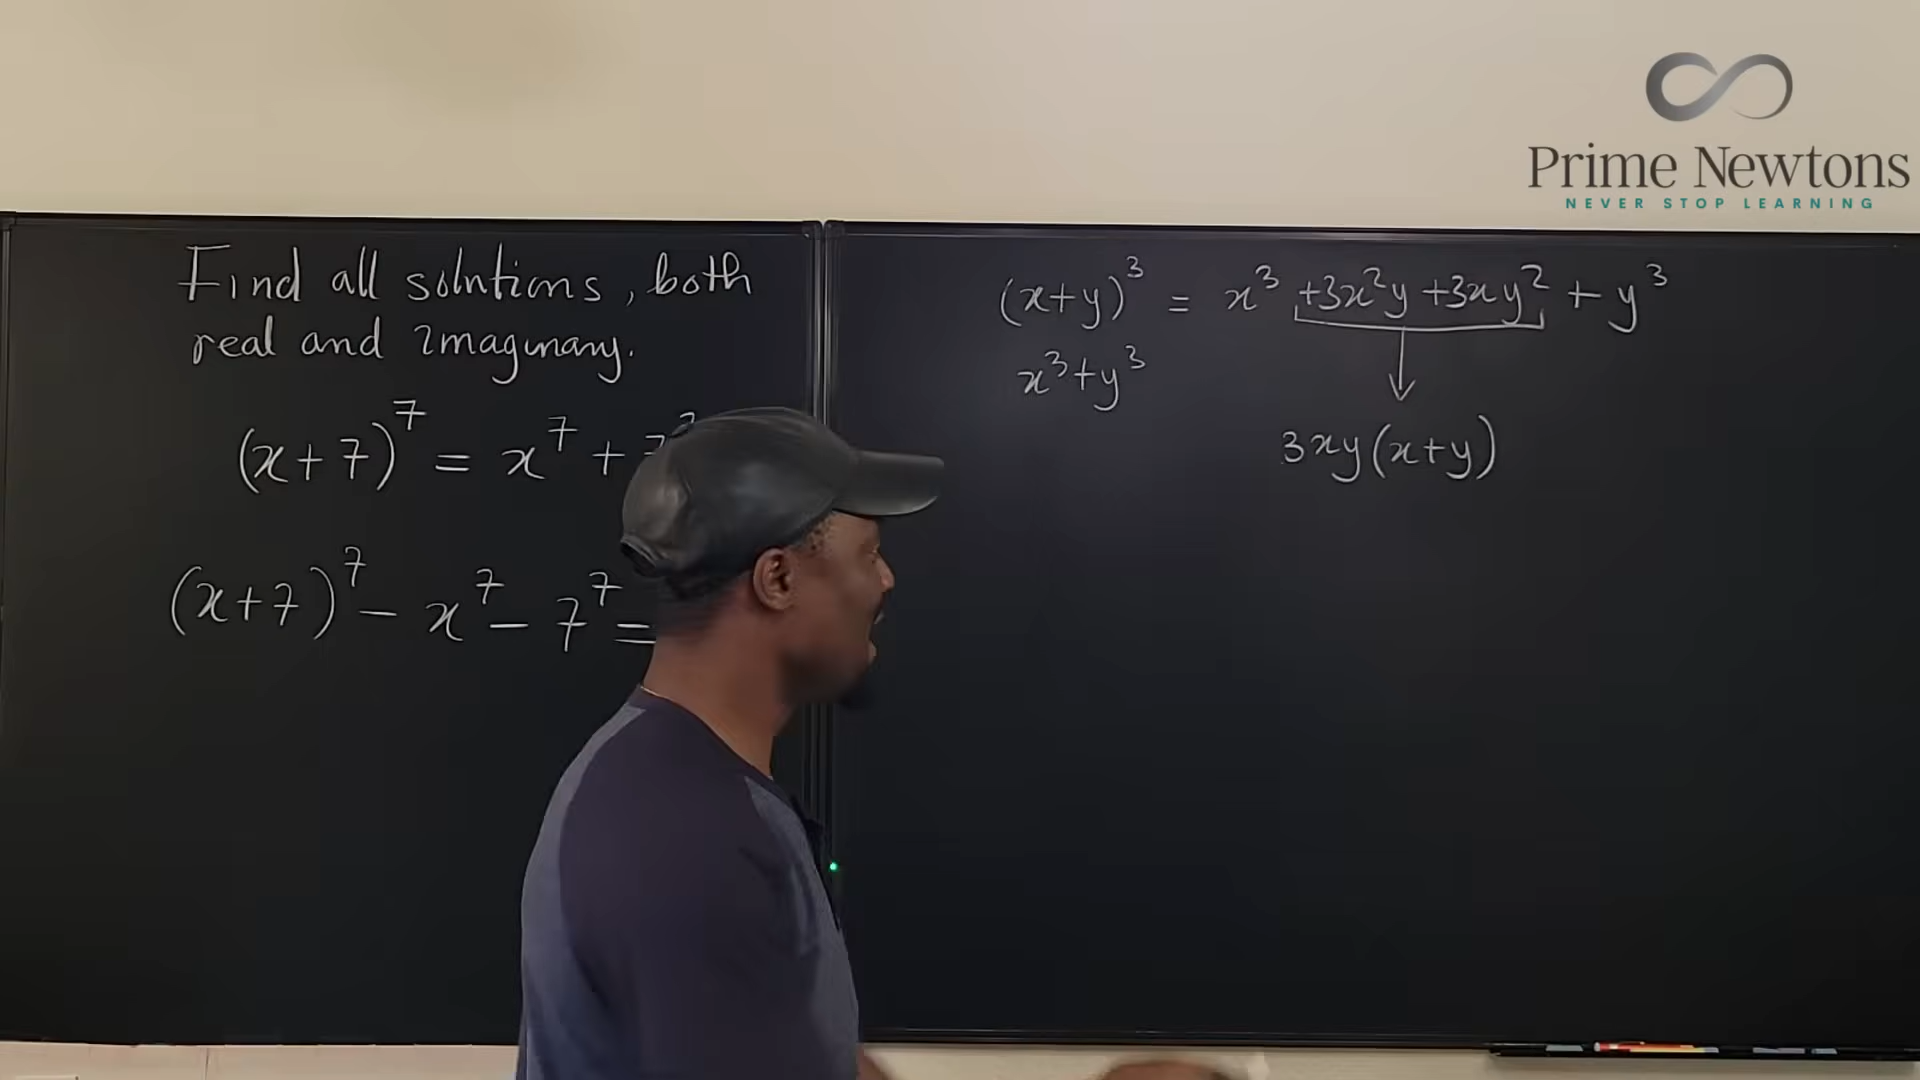 Find all solutions, both
real and imaginary.
(x+7)^7 = x^7 +
(x+7)^7 - x^7 - 7^7 =
(x+y)^3 = x^3 +3x^2y +3xy^2 + y^3
x^3+y^3
3xy(x+y)
Prime Newtons
NEVER STOP LEARNING